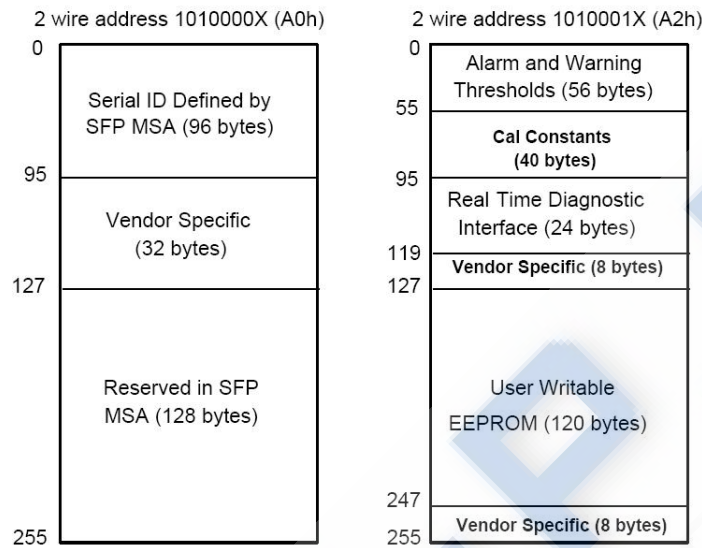 2 wire address 1010000X (A0h)
0
Serial ID Defined by
SFP MSA (96 bytes)
95
Vendor Specific
(32 bytes)
127
Reserved in SFP
MSA (128 bytes)
255
2 wire address 1010001X (A2h)
0
Alarm and Warning
Thresholds (56 bytes)
55
Cal Constants
(40 bytes)
95
Real Time Diagnostic
Interface (24 bytes)
119
Vendor Specific (8 bytes)
127
User Writable
EEPROM (120 bytes)
247
Vendor Specific (8 bytes)
255